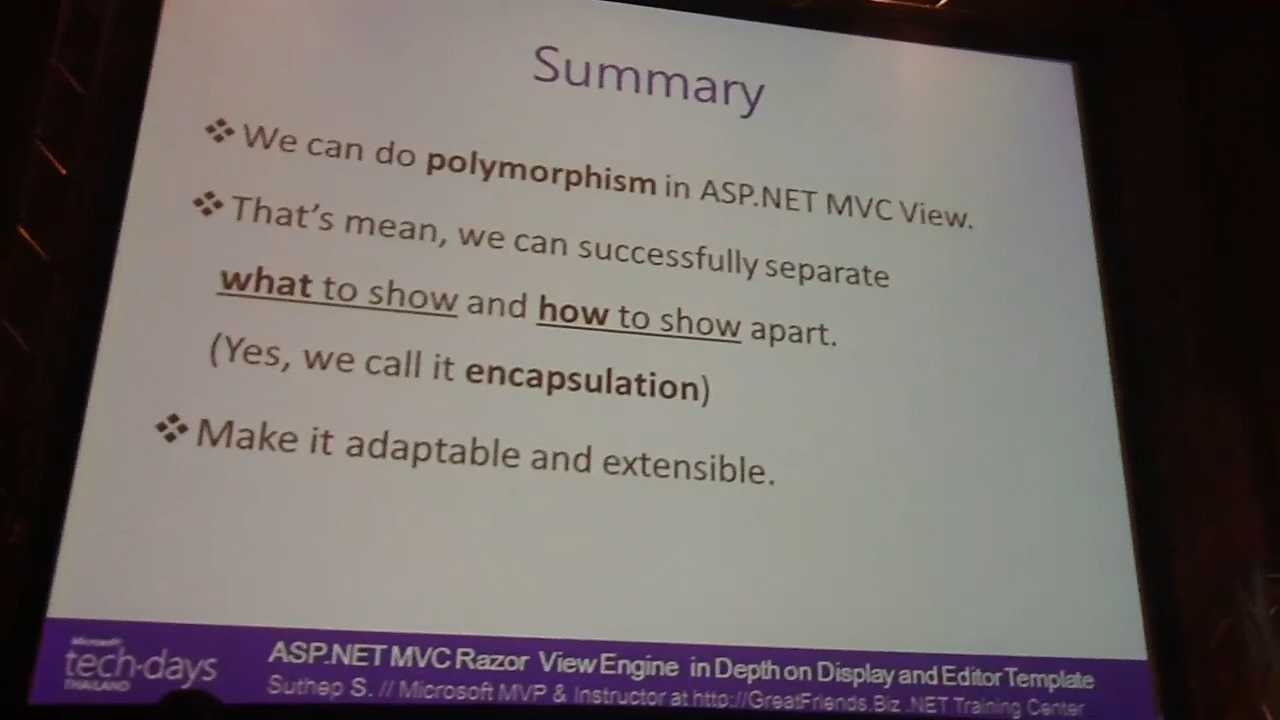 Summary
❖ We can do polymorphism in ASP.NET MVC View.
❖ That's mean, we can successfully separate
what to show and how to show apart.
(Yes, we call it encapsulation)
❖ Make it adaptable and extensible.
Microsoft
tech·days
THAILAND
ASP.NET MVC Razor View Engine in Depth on Display and Editor Template
Suthep S. // Microsoft MVP & Instructor at http://GreatFriends.Biz .NET Training Center